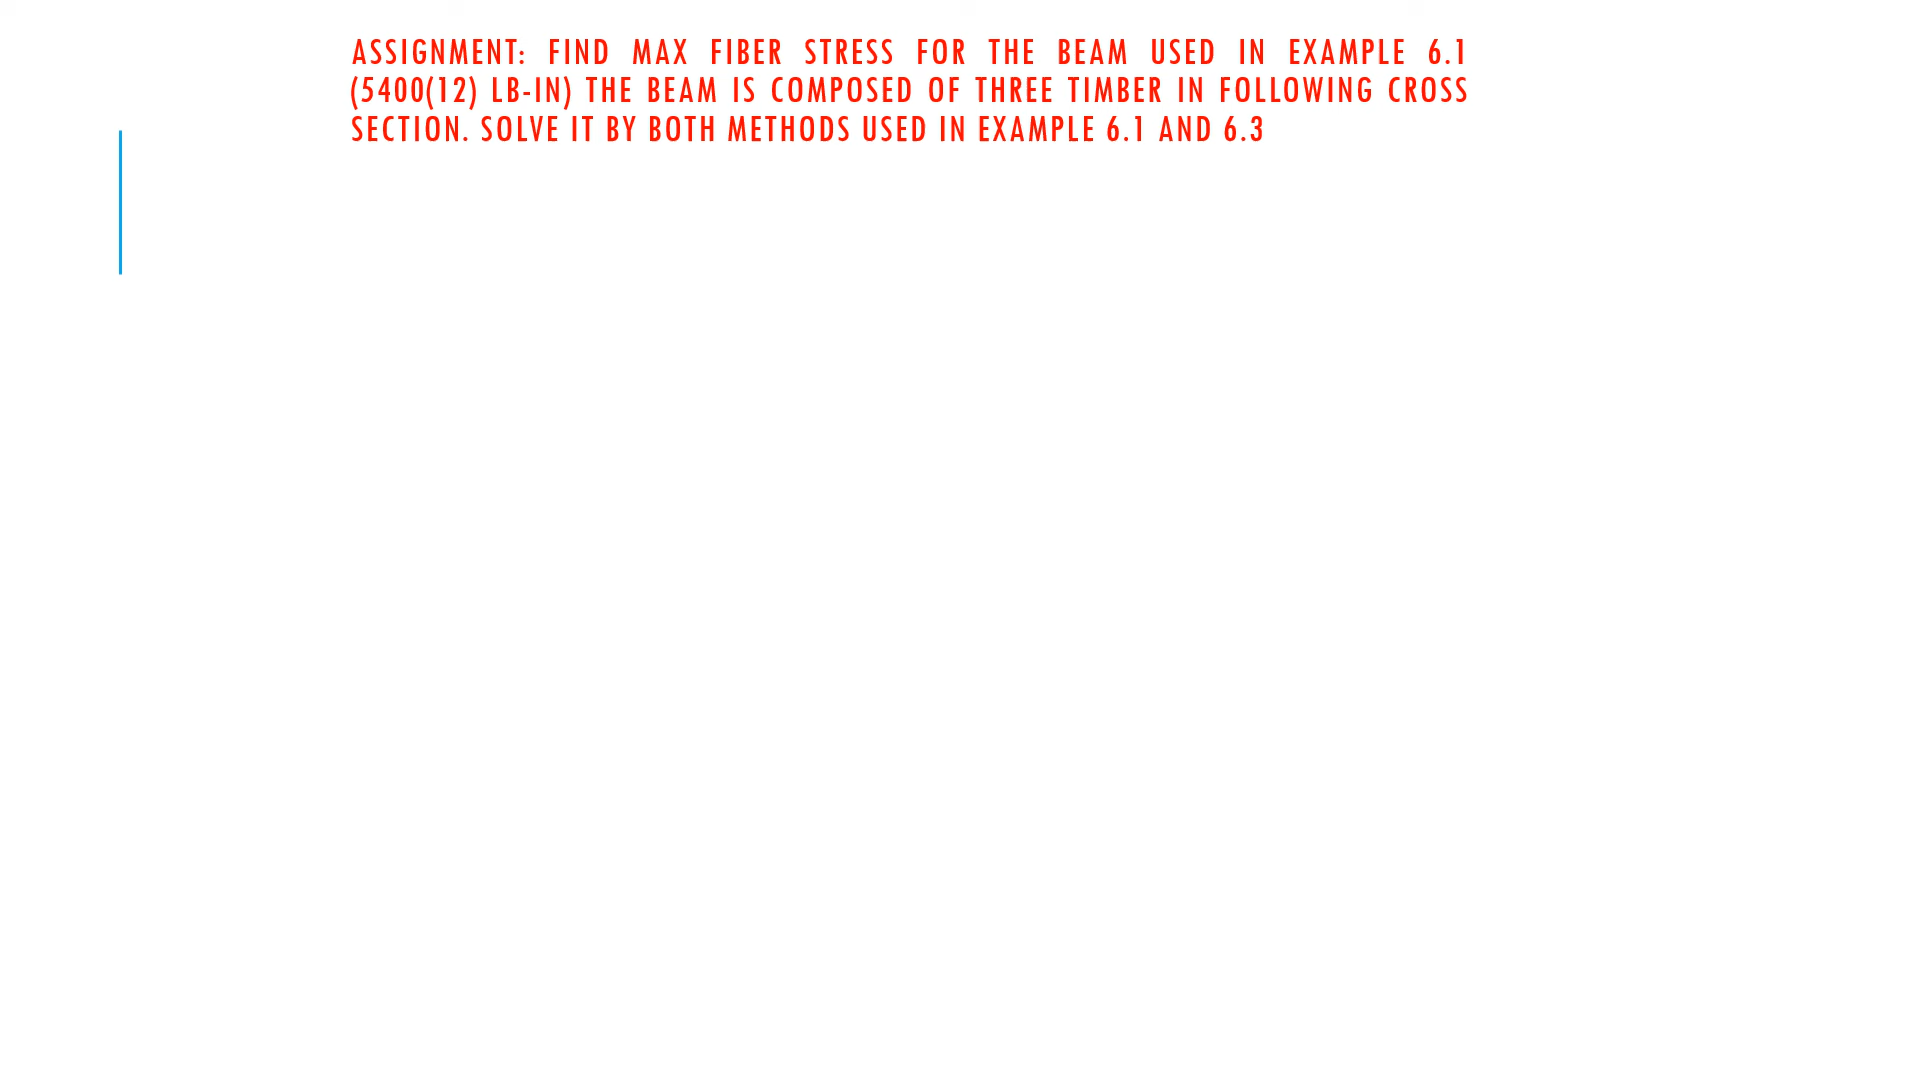 ASSIGNMENT: FIND MAX FIBER STRESS FOR THE BEAM USED IN EXAMPLE 6.1
(5400(12) LB-IN) THE BEAM IS COMPOSED OF THREE TIMBER IN FOLLOWING CROSS
SECTION. SOLVE IT BY BOTH METHODS USED IN EXAMPLE 6.1 AND 6.3